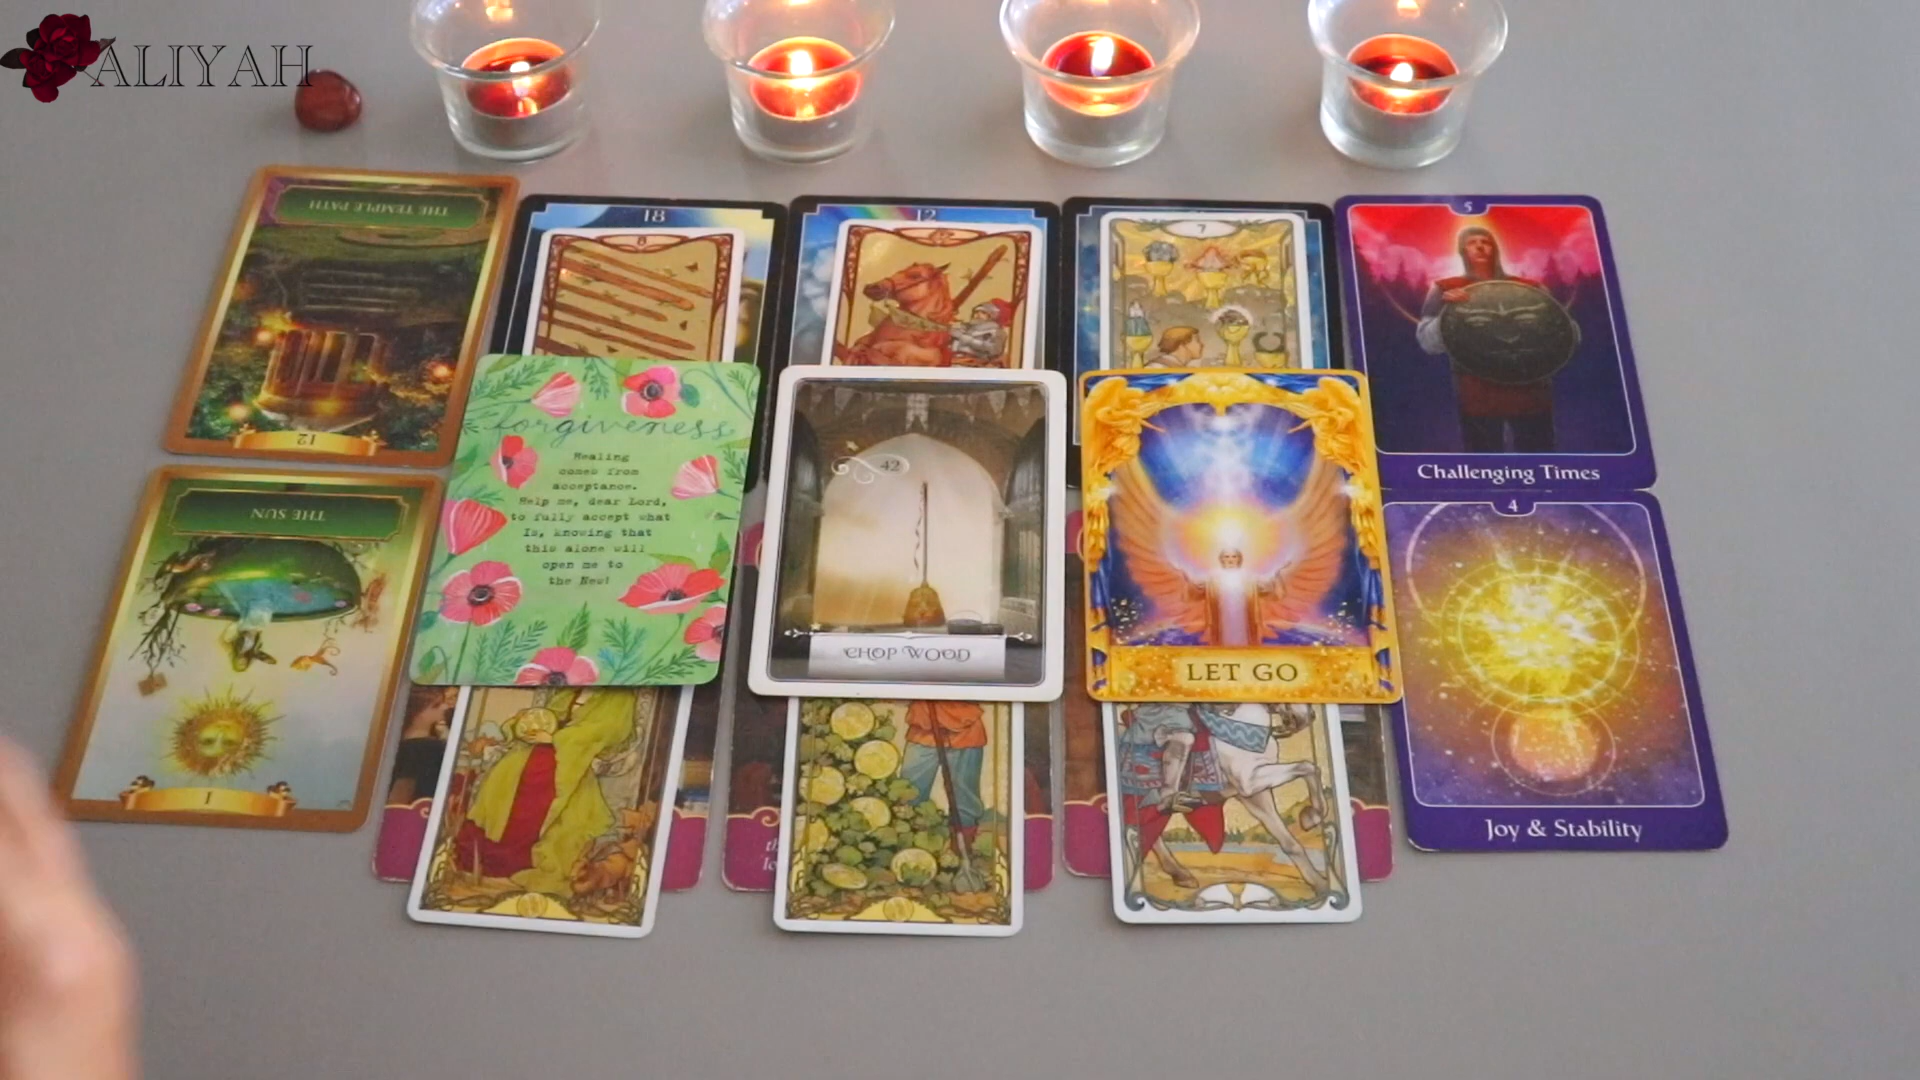 ALIYAH
THE TEMPLE PATH
12
18
8
12
7
5
Challenging Times
THE SUN
1
forgiveness
Healing
comes from
acceptance.
Help me, dear Lord,
to fully accept what
Is, knowing that
this alone will
open me to
the New!
42
CHOP WOOD
LET GO
4
Joy & Stability